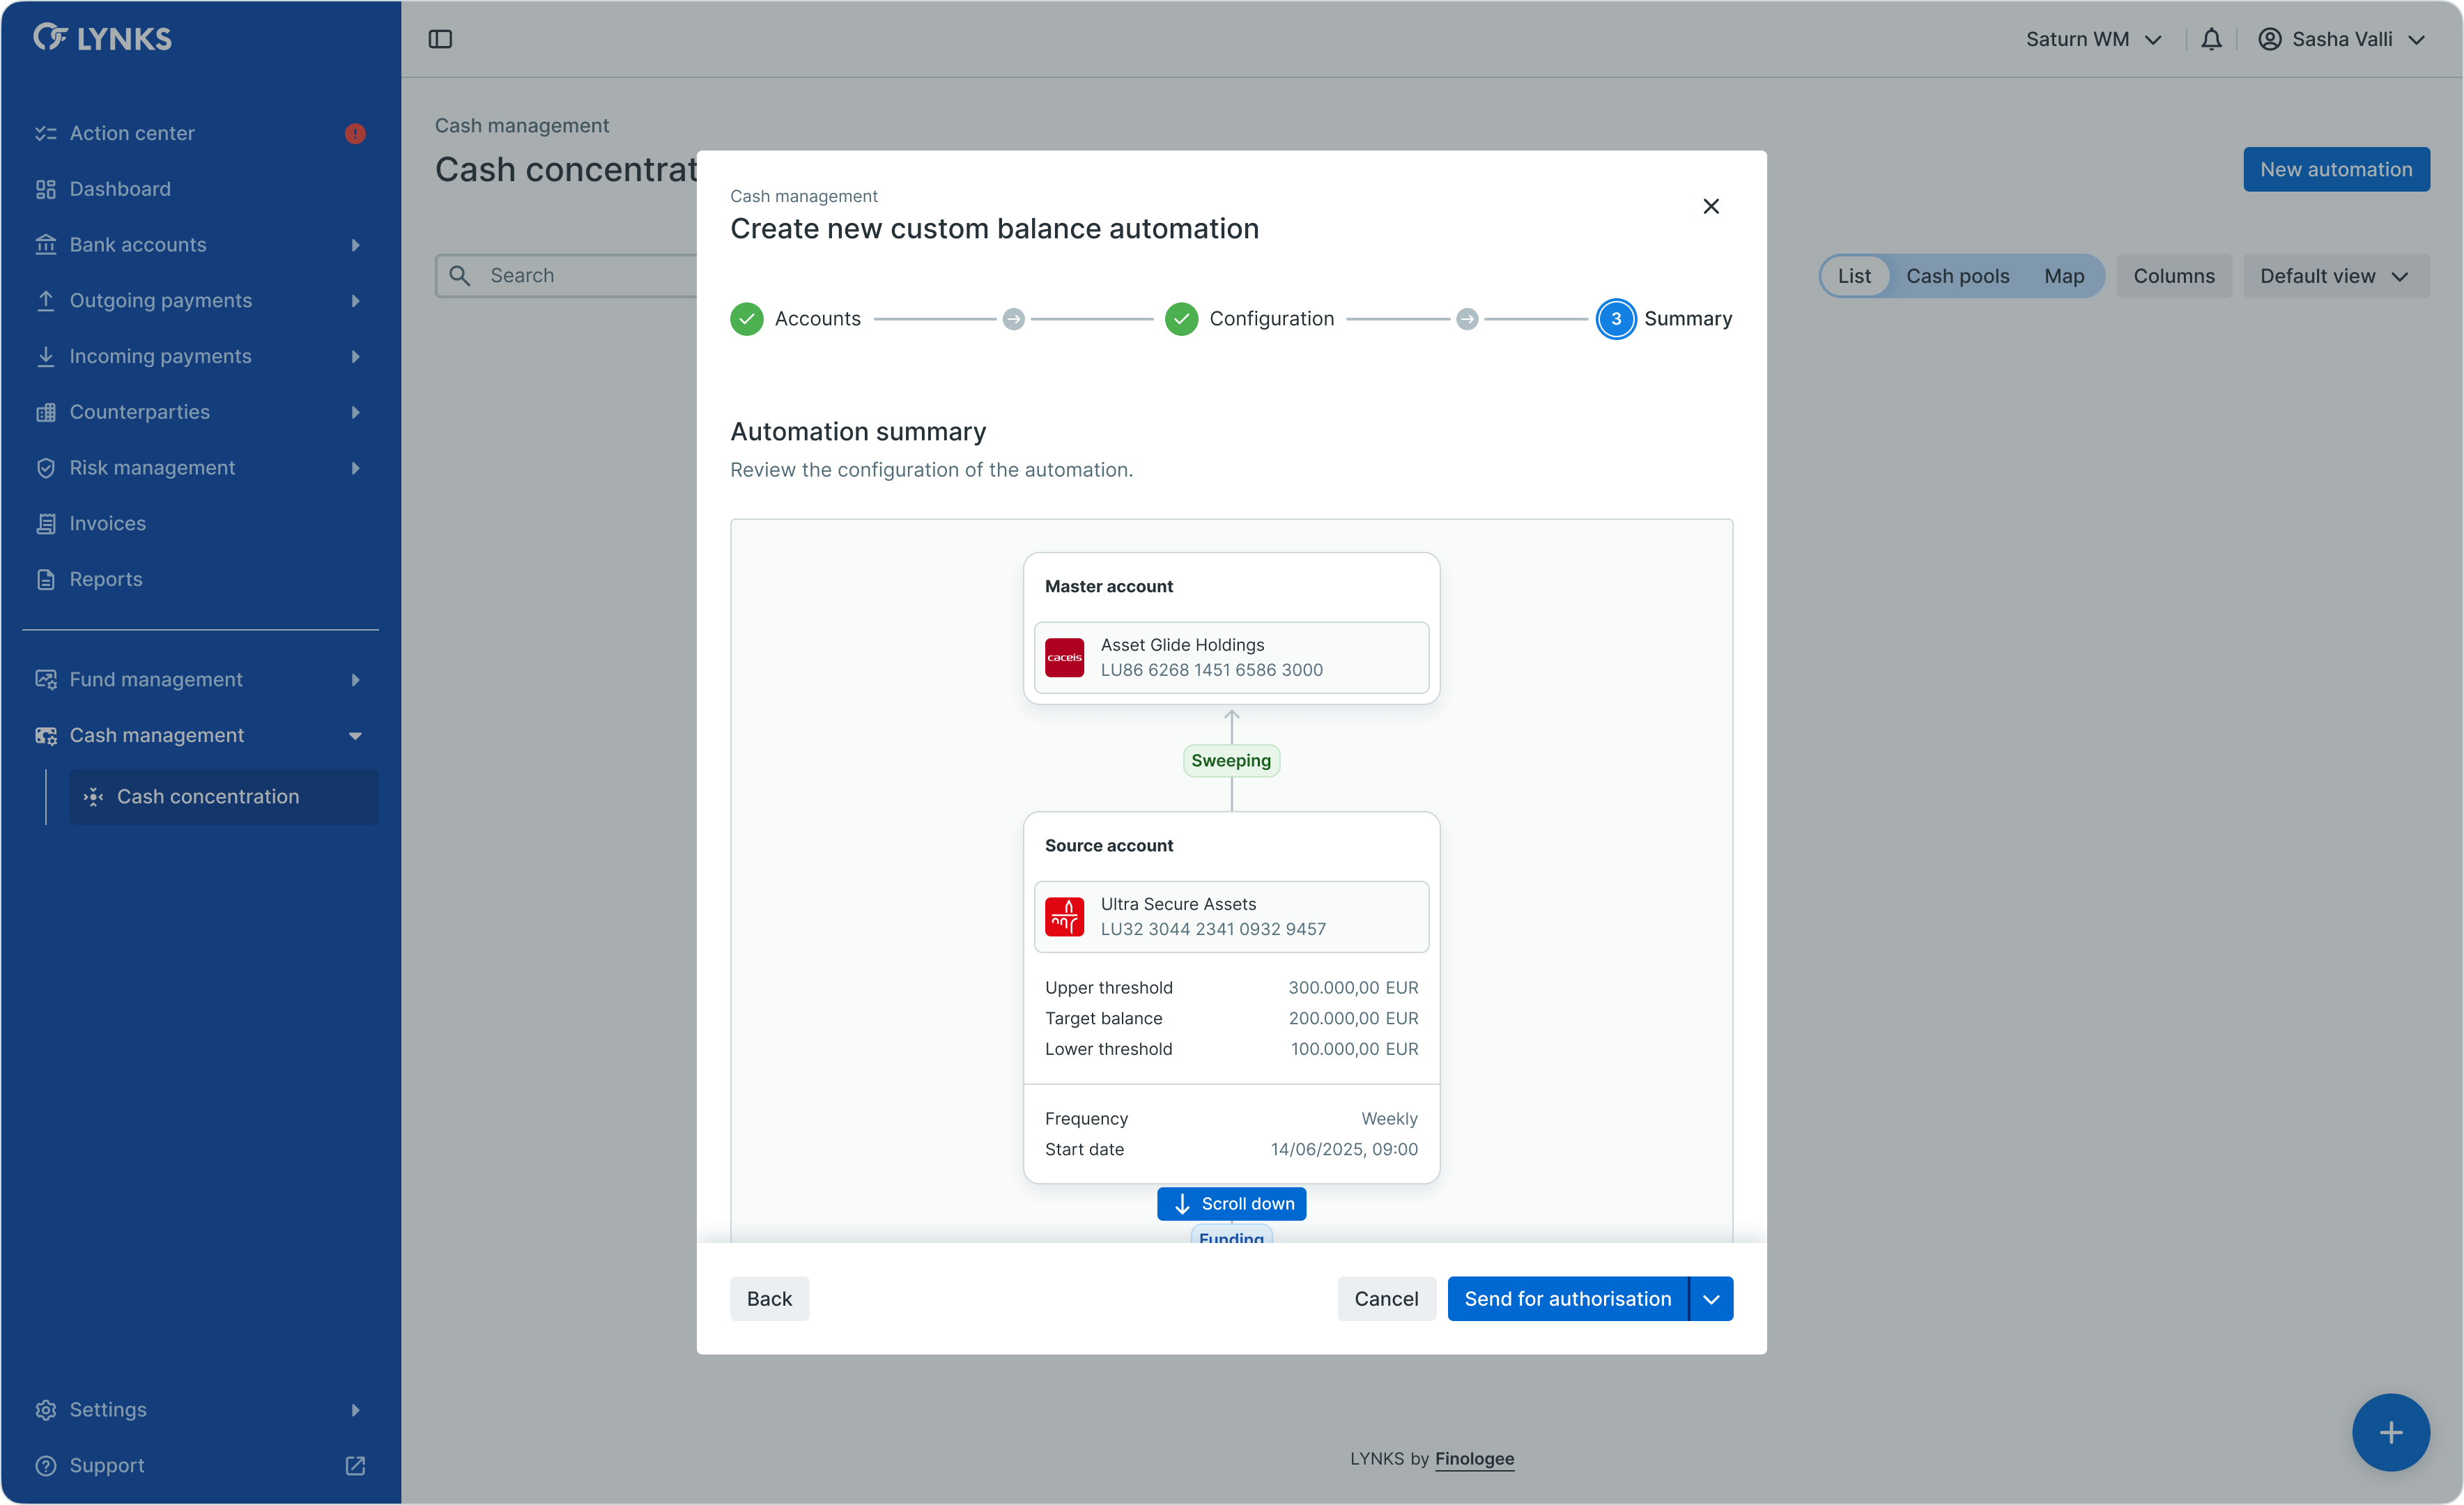 LYNKS
Saturn WM
Sasha Valli
Action center
Dashboard
Bank accounts
Outgoing payments
Incoming payments
Counterparties
Risk management
Invoices
Reports
Fund management
Cash management
Cash concentration
Settings
Support
Cash management
Cash concentrat
New automation
Search
List
Cash pools
Map
Columns
Default view
Cash management
Create new custom balance automation
Accounts
Configuration
3 Summary
Automation summary
Review the configuration of the automation.
Master account
caceis
Asset Glide Holdings
LU86 6268 1451 6586 3000
Sweeping
Source account
Ultra Secure Assets
LU32 3044 2341 0932 9457
Upper threshold 300.000,00 EUR
Target balance 200.000,00 EUR
Lower threshold 100.000,00 EUR
Frequency Weekly
Start date 14/06/2025, 09:00
Scroll down
Funding
Back
Cancel
Send for authorisation
LYNKS by Finologee